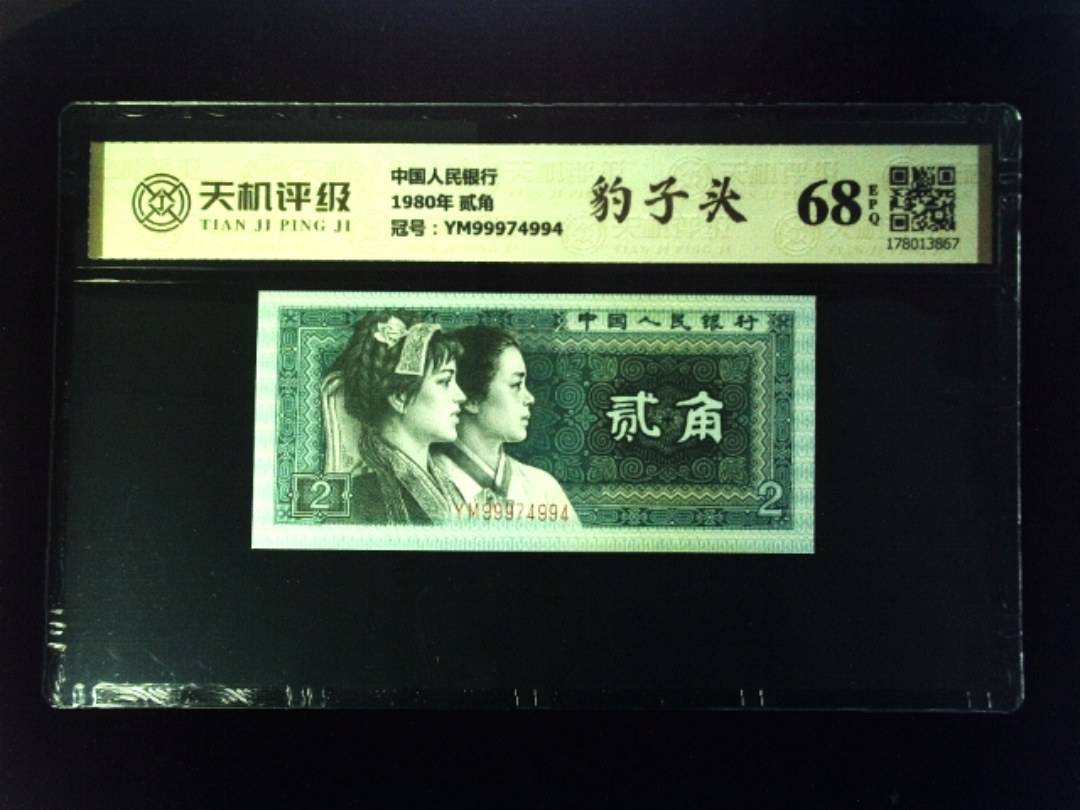 天机评级
TIAN JI PING JI
中国人民银行
1980年 贰角
冠号：YM99974994
豹子头
68
EPQ
178013867
中国人民银行
贰角
2
2
YM99974994